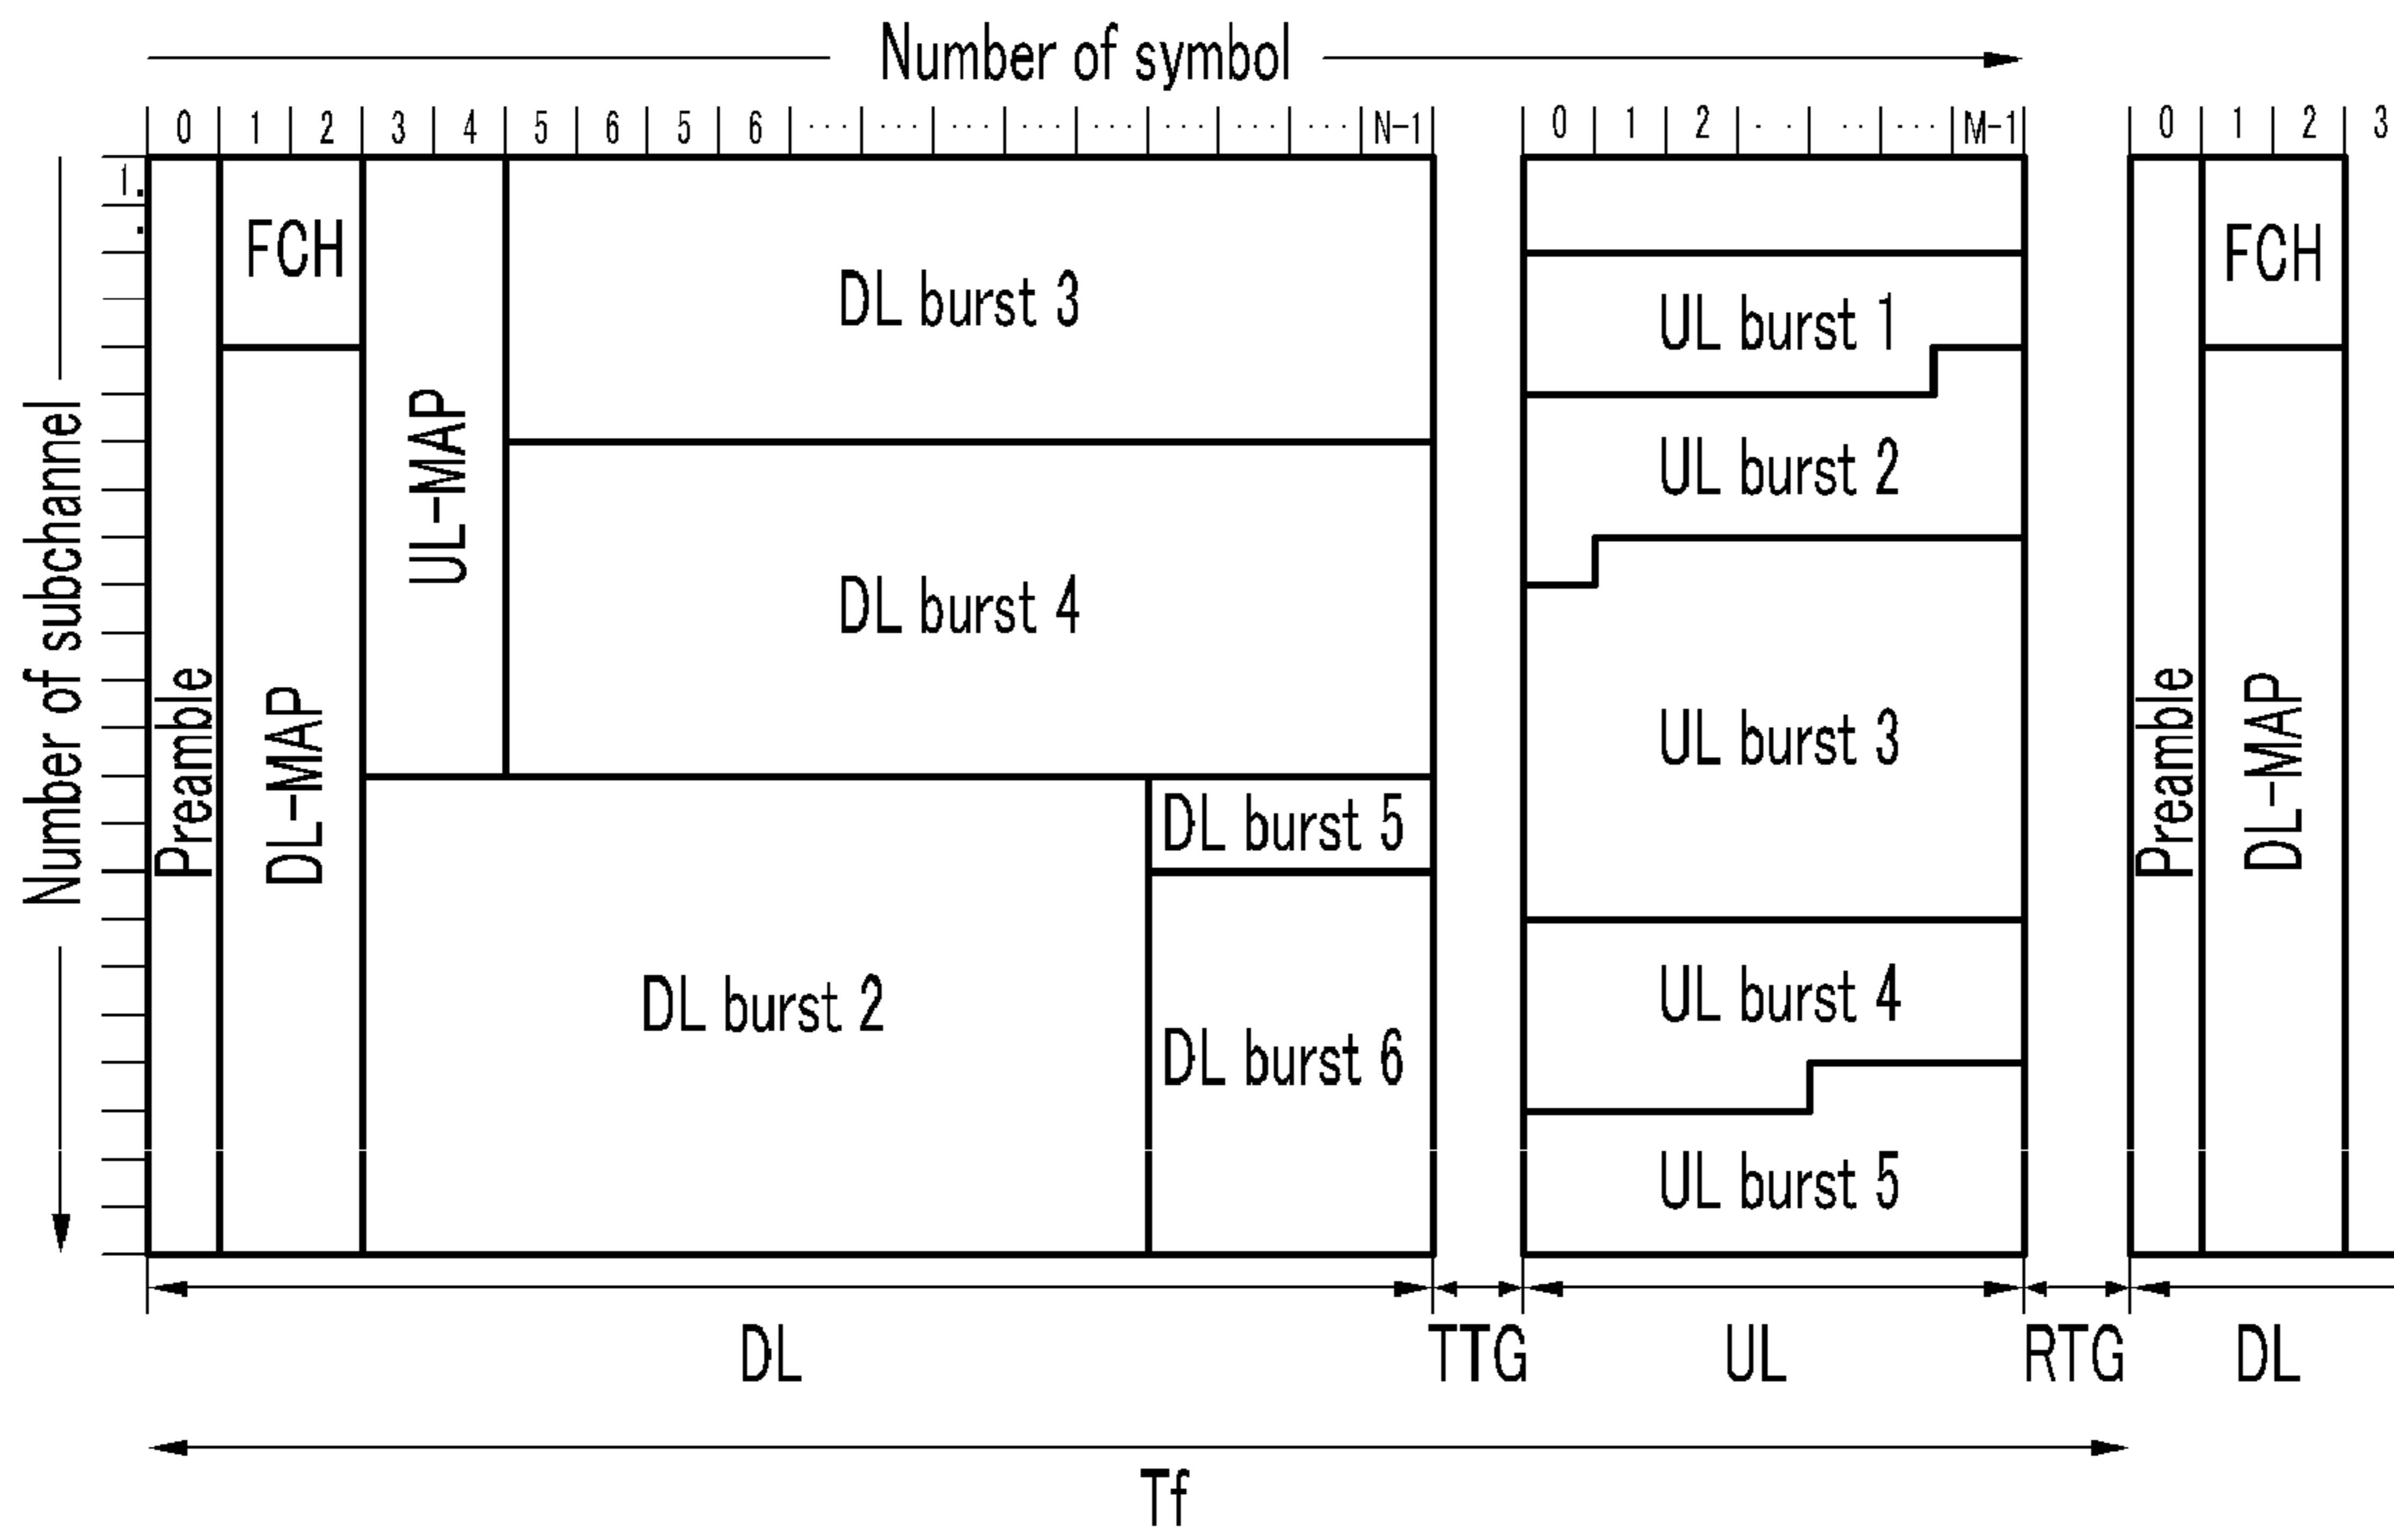 Number of symbol
0 1 2 3 4 5 6 5 6 ... ... ... ... ... ... ... ... N-1
0 1 2 .. .. ... M-1
0 1 2 3
1.
.
Number of subchannel
Preamble
FCH
DL-MAP
UL-MAP
DL burst 3
DL burst 4
DL burst 2
DL burst 5
DL burst 6
UL burst 1
UL burst 2
UL burst 3
UL burst 4
UL burst 5
Preamble
FCH
DL-MAP
DL TTG UL RTG DL
Tf